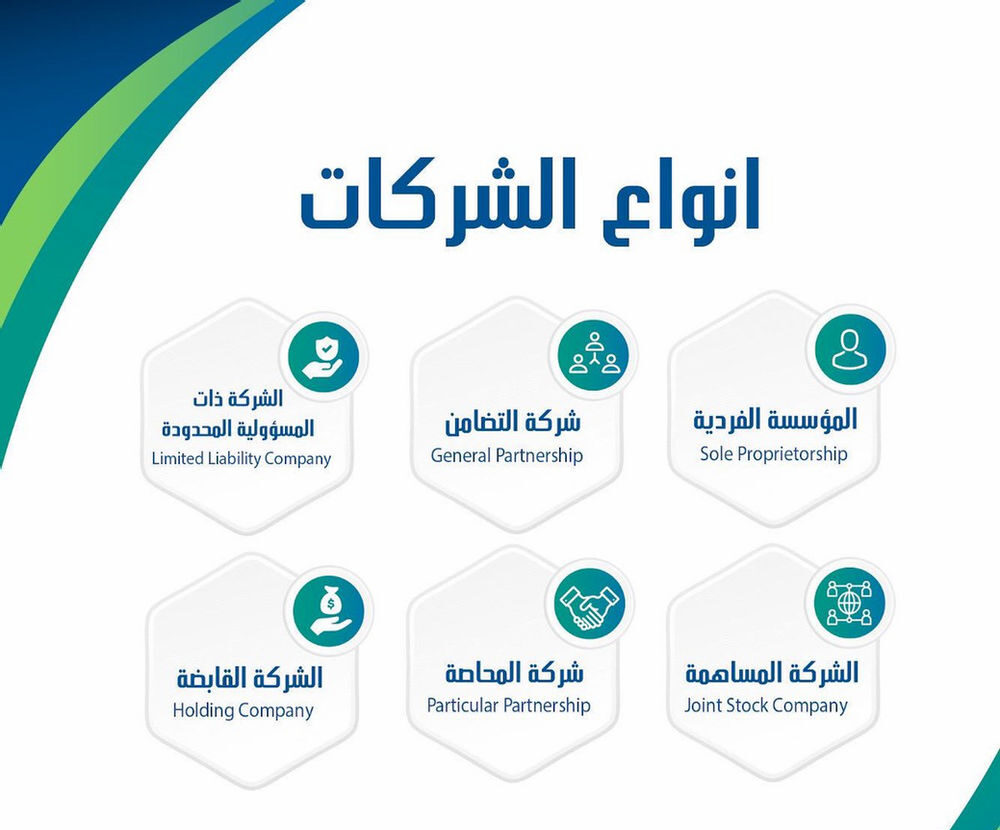 انواع الشركات
المؤسسة الفردية
Sole Proprietorship
شركة التضامن
General Partnership
الشركة ذات
المسؤولية المحدودة
Limited Liability Company
الشركة المساهمة
Joint Stock Company
شركة المحاصة
Particular Partnership
الشركة القابضة
Holding Company
$